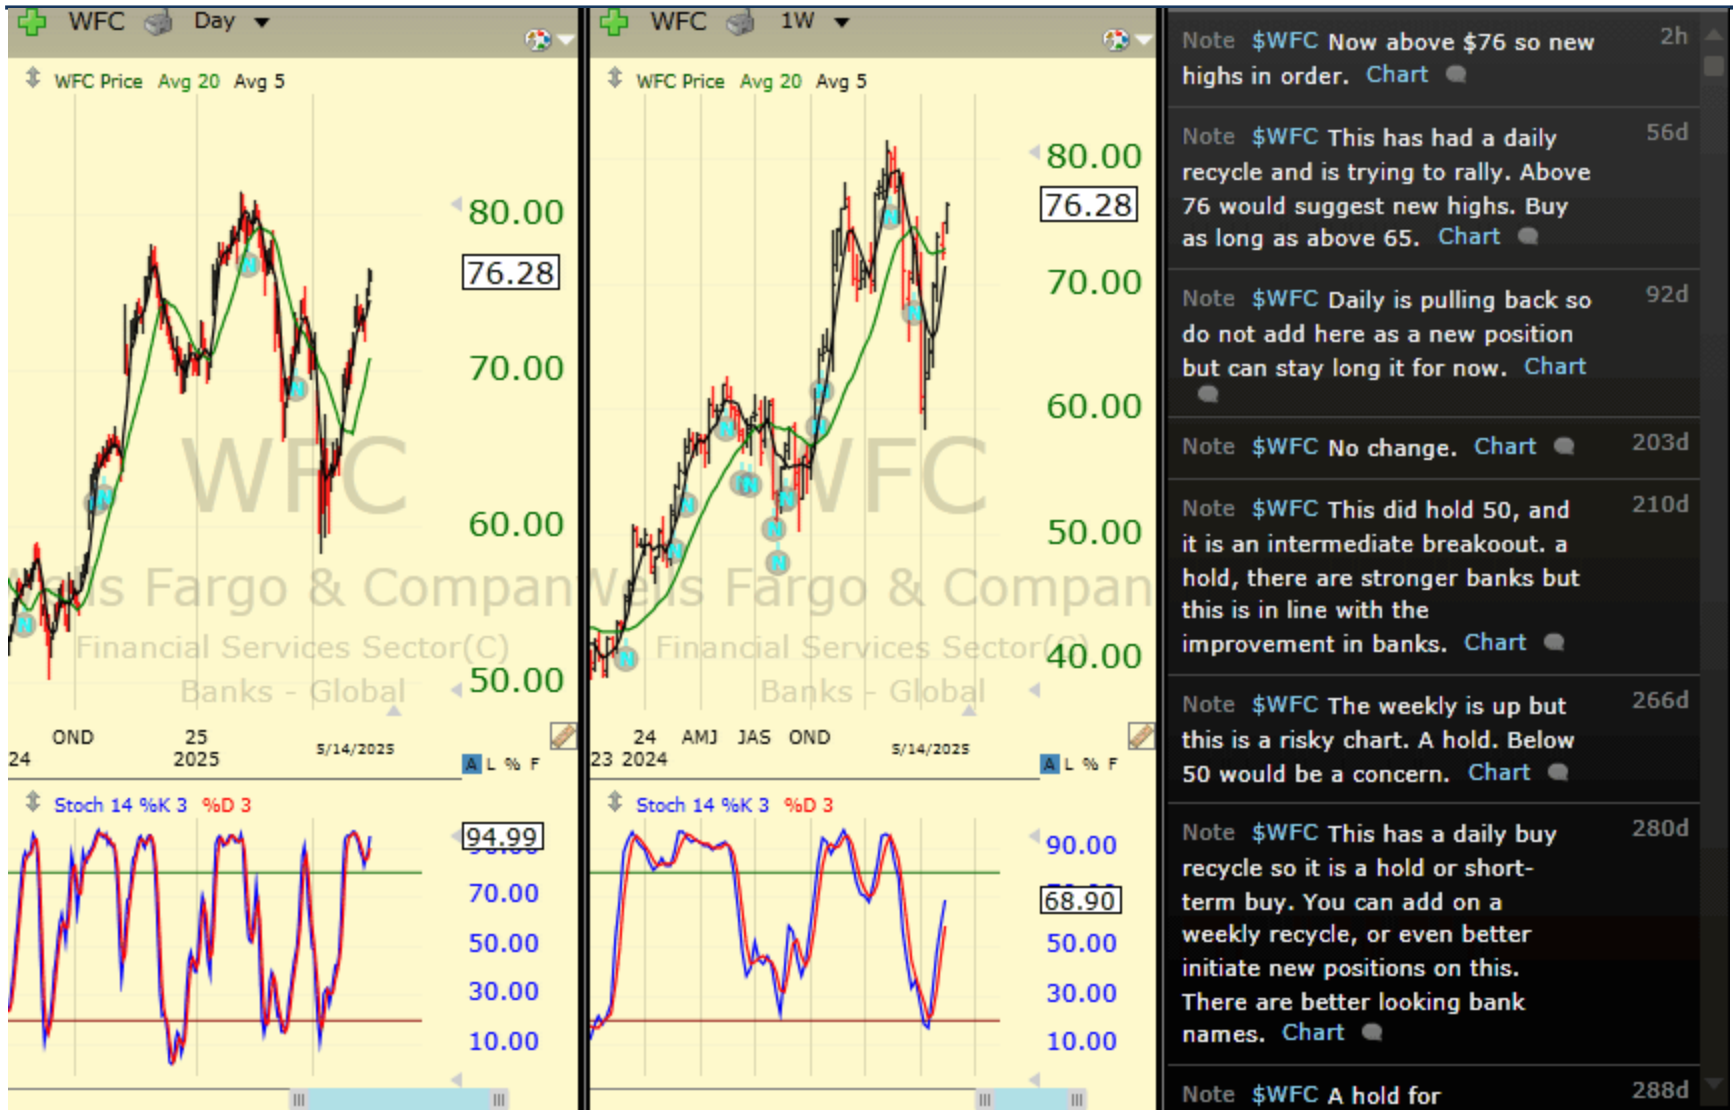 WFC Day
WFC Price Avg 20 Avg 5
80.00
76.28
70.00
60.00
50.00
WFC
Wells Fargo & Compan
Financial Services Sector(C)
Banks - Global
OND 25
24 2025 5/14/2025
A L % F
Stoch 14 %K 3 %D 3
94.99
70.00
50.00
30.00
10.00
WFC 1W
WFC Price Avg 20 Avg 5
80.00
76.28
70.00
60.00
50.00
40.00
WFC
Wells Fargo & Compan
Financial Services Sector(C)
Banks - Global
24 AMJ JAS OND
23 2024 5/14/2025
A L % F
Stoch 14 %K 3 %D 3
90.00
68.90
50.00
30.00
10.00
Note $WFC Now above $76 so new 2h
highs in order. Chart
Note $WFC This has had a daily 56d
recycle and is trying to rally. Above
76 would suggest new highs. Buy
as long as above 65. Chart
Note $WFC Daily is pulling back so 92d
do not add here as a new position
but can stay long it for now. Chart
Note $WFC No change. Chart 203d
Note $WFC This did hold 50, and 210d
it is an intermediate breakoout. a
hold, there are stronger banks but
this is in line with the
improvement in banks. Chart
Note $WFC The weekly is up but 266d
this is a risky chart. A hold. Below
50 would be a concern. Chart
Note $WFC This has a daily buy 280d
recycle so it is a hold or short-
term buy. You can add on a
weekly recycle, or even better
initiate new positions on this.
There are better looking bank
names. Chart
Note $WFC A hold for 288d